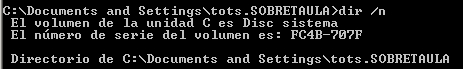 C:\Documents and Settings\tots.SOBRETAULA>dir /n
El volumen de la unidad C es Disc sistema
El número de serie del volumen es: FC4B-707F
Directorio de C:\Documents and Settings\tots.SOBRETAULA